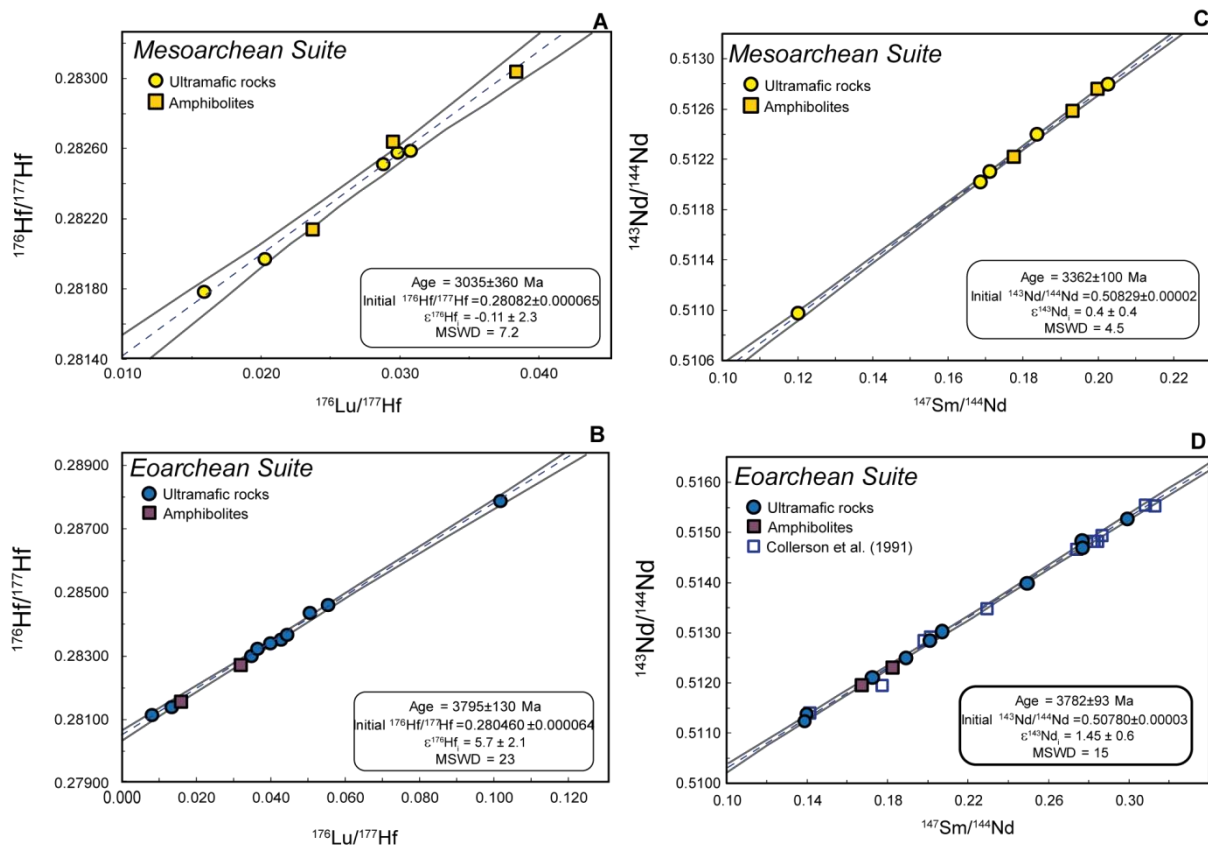 A
Mesoarchean Suite
Ultramafic rocks
Amphibolites
0.28300
0.28260
0.28220
0.28180
0.28140
¹⁷⁶Hf/¹⁷⁷Hf
Age = 3035±360 Ma
Initial ¹⁷⁶Hf/¹⁷⁷Hf =0.28082±0.000065
ε¹⁷⁶Hfᵢ = -0.11 ± 2.3
MSWD = 7.2
0.010 0.020 0.030 0.040
¹⁷⁶Lu/¹⁷⁷Hf
C
Mesoarchean Suite
Ultramafic rocks
Amphibolites
0.5130
0.5126
0.5122
0.5118
0.5114
0.5110
0.5106
¹⁴³Nd/¹⁴⁴Nd
Age = 3362±100 Ma
Initial ¹⁴³Nd/¹⁴⁴Nd =0.50829±0.00002
ε¹⁴³Ndᵢ = 0.4 ± 0.4
MSWD = 4.5
0.10 0.12 0.14 0.16 0.18 0.20 0.22
¹⁴⁷Sm/¹⁴⁴Nd
B
Eoarchean Suite
Ultramafic rocks
Amphibolites
0.28900
0.28700
0.28500
0.28300
0.28100
0.27900
¹⁷⁶Hf/¹⁷⁷Hf
Age = 3795±130 Ma
Initial ¹⁷⁶Hf/¹⁷⁷Hf =0.280460 ±0.000064
ε¹⁷⁶Hfᵢ = 5.7 ± 2.1
MSWD = 23
0.000 0.020 0.040 0.060 0.080 0.100 0.120
¹⁷⁶Lu/¹⁷⁷Hf
D
Eoarchean Suite
Ultramafic rocks
Amphibolites
Collerson et al. (1991)
0.5160
0.5150
0.5140
0.5130
0.5120
0.5110
0.5100
¹⁴³Nd/¹⁴⁴Nd
Age = 3782±93 Ma
Initial ¹⁴³Nd/¹⁴⁴Nd =0.50780±0.00003
ε¹⁴³Ndᵢ = 1.45 ± 0.6
MSWD = 15
0.10 0.14 0.18 0.22 0.26 0.30
¹⁴⁷Sm/¹⁴⁴Nd